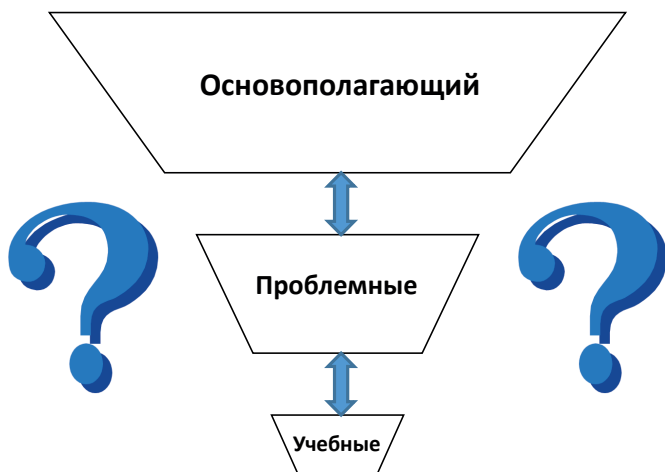 Основополагающий
Проблемные
Учебные